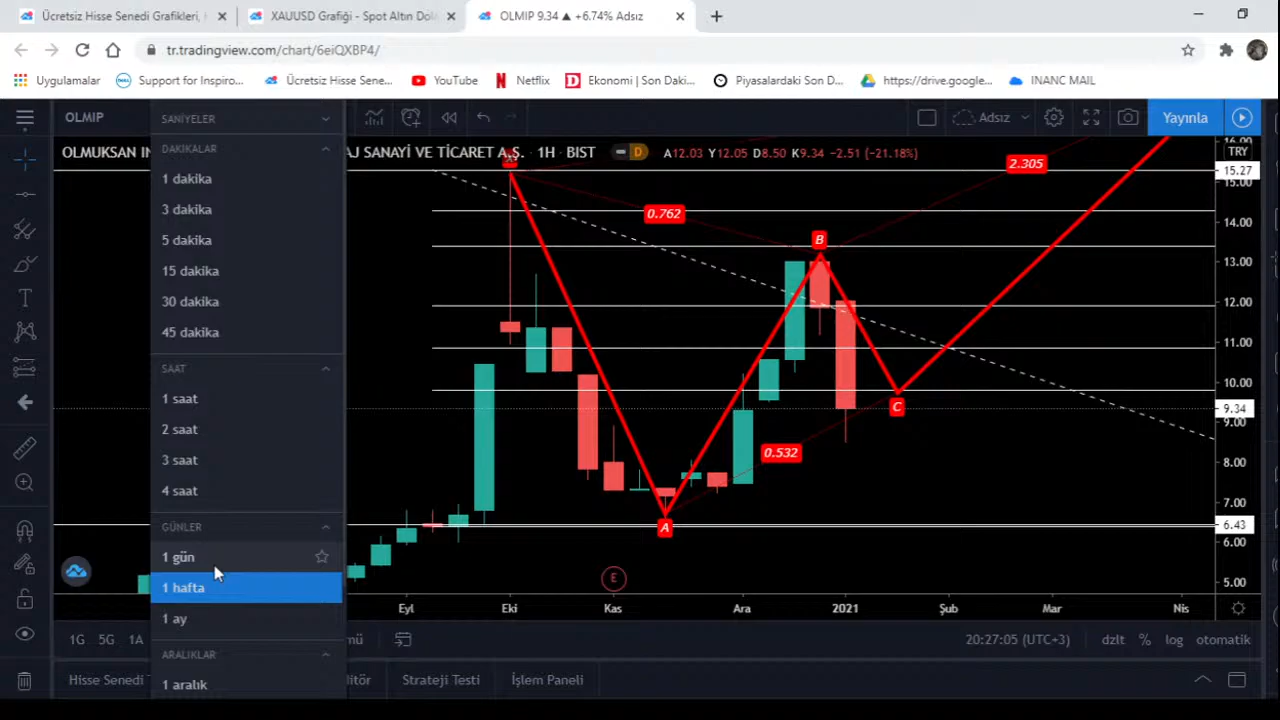 Ücretsiz Hisse Senedi Grafikleri,
XAUUSD Grafiği - Spot Altın Dol
OLMIP 9.34 ▲ +6.74% Adsız
tr.tradingview.com/chart/6eiQXBP4/
Uygulamalar
Support for Inspiro...
Ücretsiz Hisse Sene...
YouTube
Netflix
Ekonomi | Son Daki...
Piyasalardaki Son D...
https://drive.google...
INANC MAIL
OLMIP
SANİYELER
Adsız
Yayınla
OLMUKSAN IN
AJ SANAYİ VE TİCARET A.Ş. · 1H · BIST
D
A12.03 Y12.05 D8.50 K9.34 −2.51 (−21.18%)
TRY
DAKİKALAR
1 dakika
3 dakika
5 dakika
15 dakika
30 dakika
45 dakika
SAAT
1 saat
2 saat
3 saat
4 saat
GÜNLER
1 gün
1 hafta
1 ay
ARALIKLAR
1 aralık
X
0.762
2.305
B
C
0.532
A
E
16.00
15.27
15.00
14.00
13.00
12.00
11.00
10.00
9.34
9.00
8.00
7.00
6.43
6.00
5.00
Eyl
Eki
Kas
Ara
2021
Şub
Mar
Nis
1G
5G
1A
mü
20:27:05 (UTC+3)
dzlt
%
log
otomatik
Hisse Senedi T
itör
Strateji Testi
İşlem Paneli